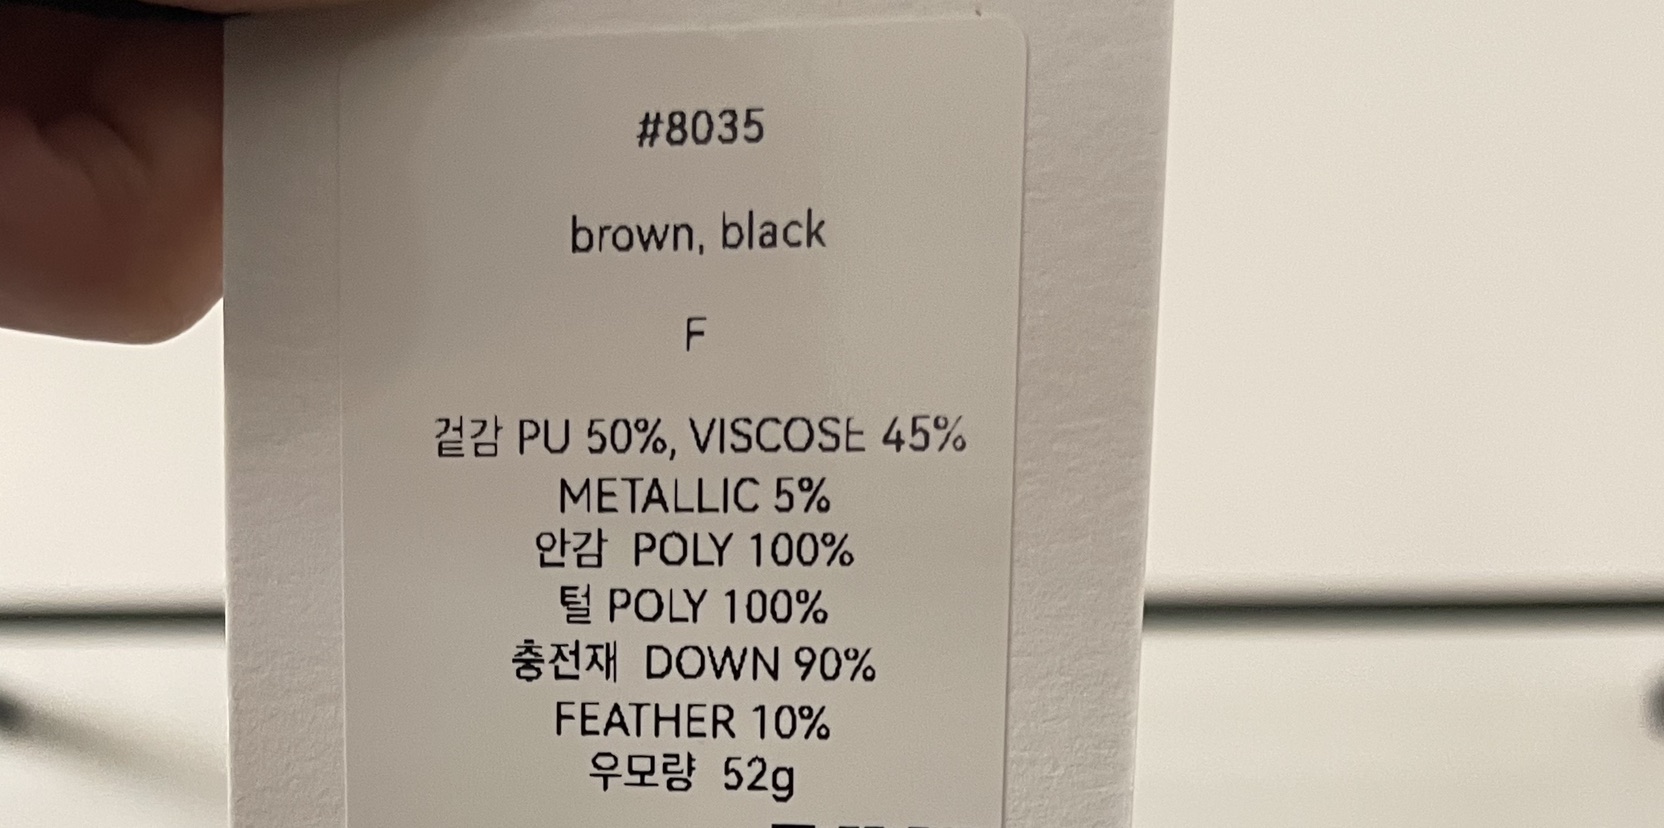 #8035
brown, black
F
겉감 PU 50%, VISCOSE 45%
METALLIC 5%
안감 POLY 100%
털 POLY 100%
충전재 DOWN 90%
FEATHER 10%
우모량 52g